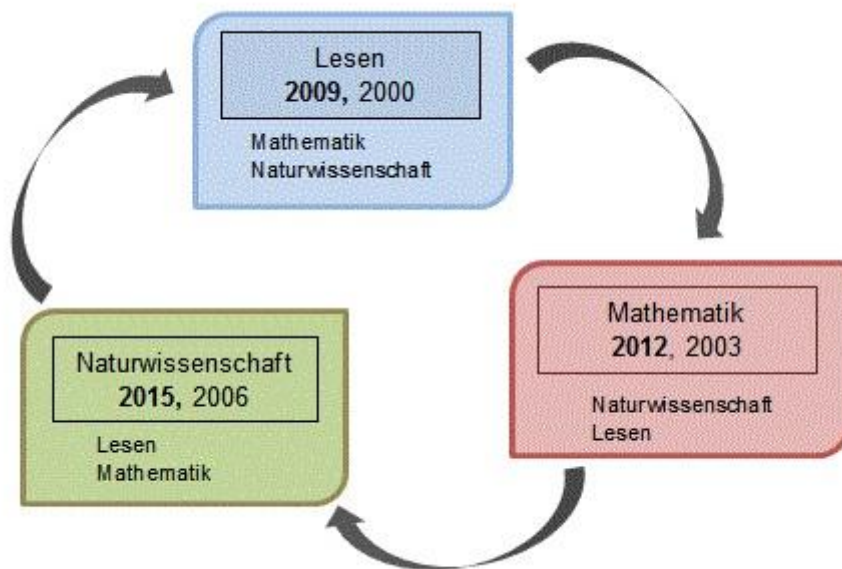 Lesen
2009, 2000
Mathematik
Naturwissenschaft
Mathematik
2012, 2003
Naturwissenschaft
Lesen
Naturwissenschaft
2015, 2006
Lesen
Mathematik